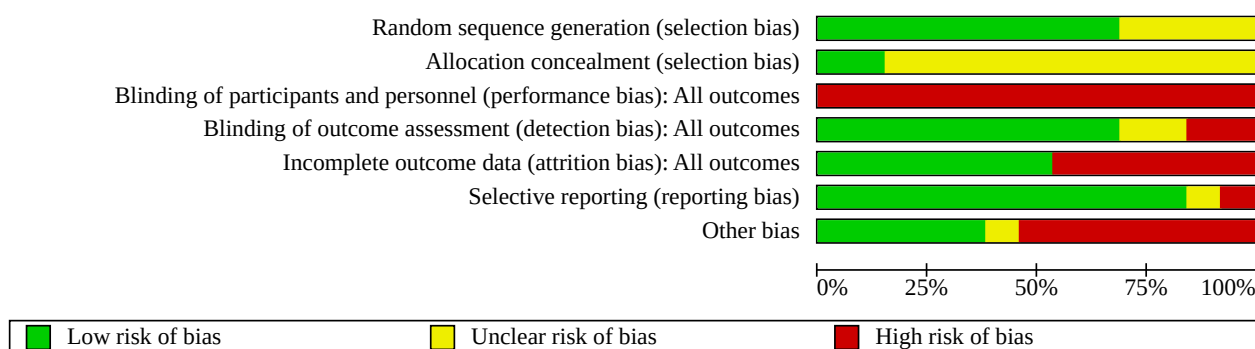 Random sequence generation (selection bias)
Allocation concealment (selection bias)
Blinding of participants and personnel (performance bias): All outcomes
Blinding of outcome assessment (detection bias): All outcomes
Incomplete outcome data (attrition bias): All outcomes
Selective reporting (reporting bias)
Other bias
0% 25% 50% 75% 100%
Low risk of bias Unclear risk of bias High risk of bias